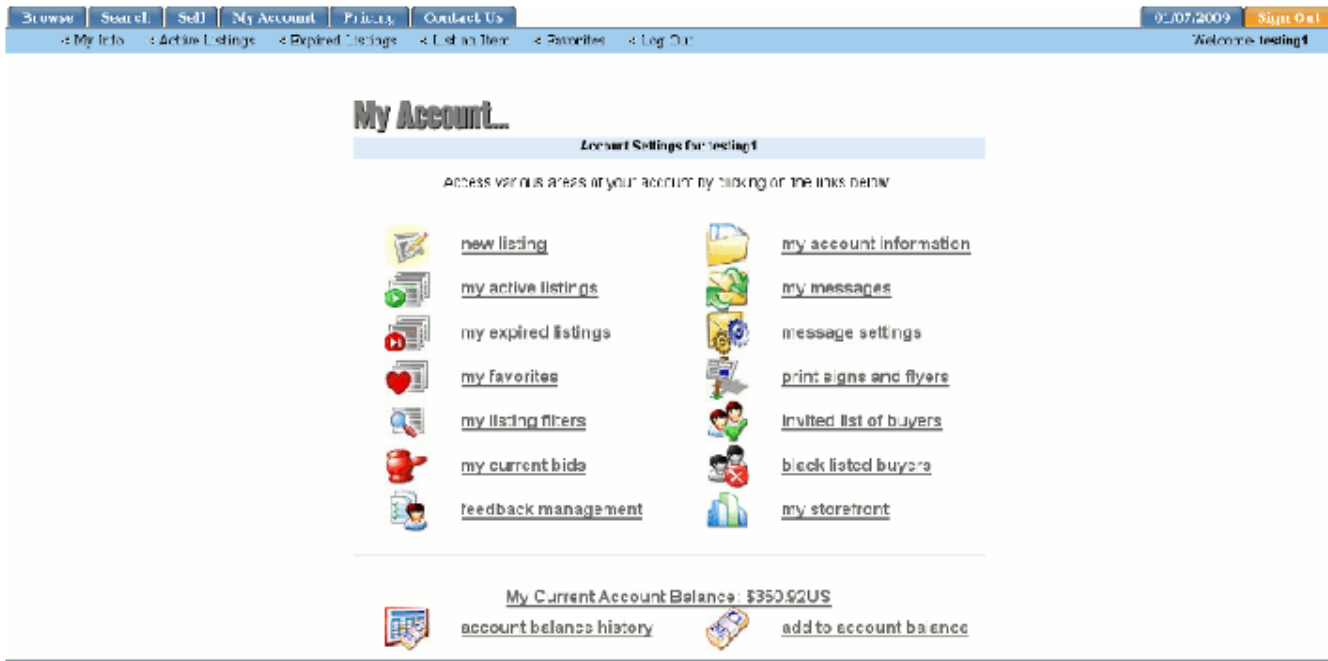 Browse Search Sell My Account Pricing Contact Us 01/07/2009 Sign Out
< My Info < Active Listings < Expired Listings < List an Item < Favorites < Log Out Welcome testing1
My Account...
Account Settings for testing1
Access various areas of your account by clicking on the links below
new listing my account information
my active listings my messages
my expired listings message settings
my favorites print signs and flyers
my listing filters invited list of buyers
my current bids black listed buyers
feedback management my storefront
My Current Account Balance: $350.92US
account balance history add to account balance